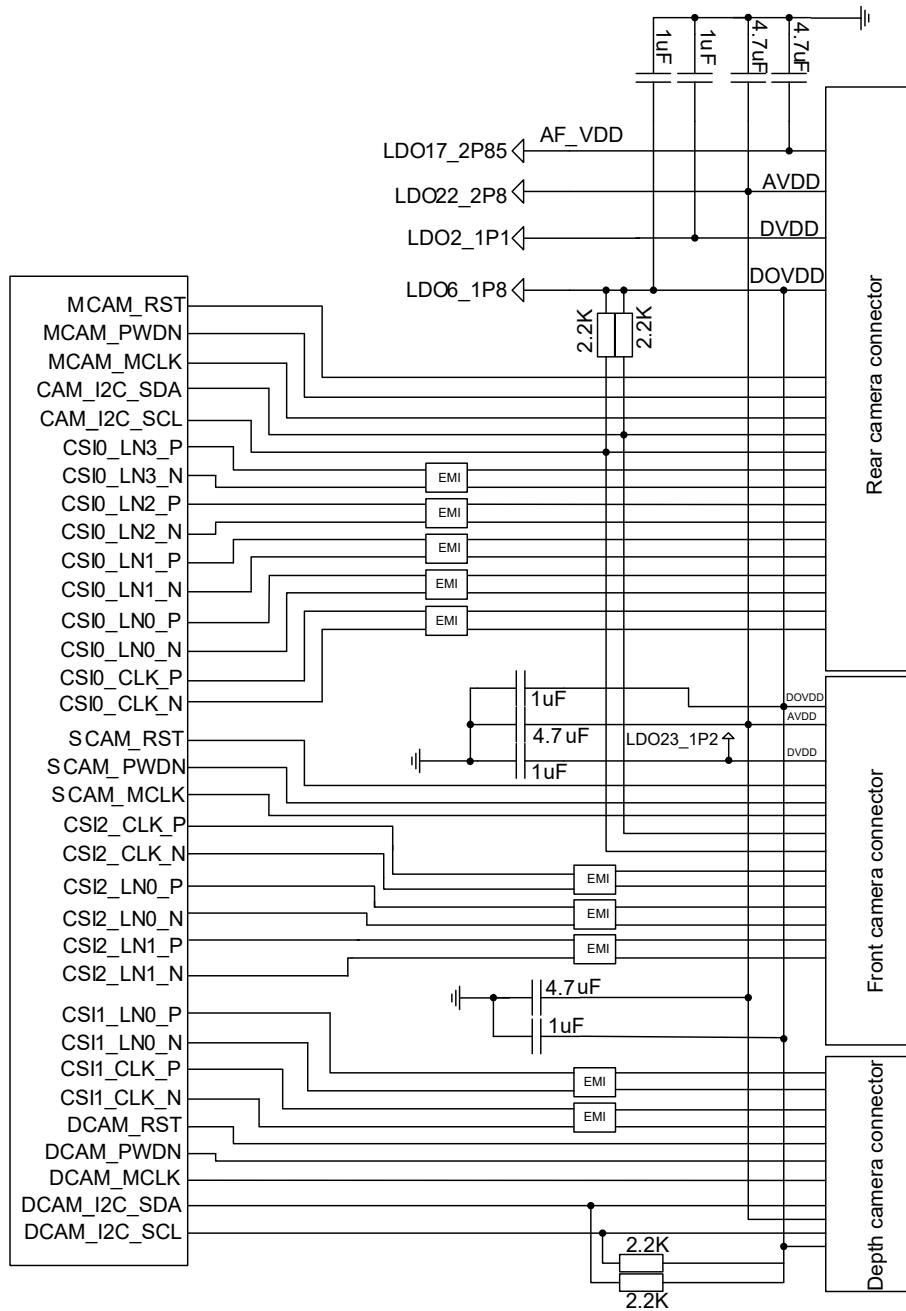 1uF
1uF
4.7uF
4.7uF
LDO17_2P85
AF_VDD
LDO22_2P8
AVDD
LDO2_1P1
DVDD
LDO6_1P8
DOVDD
2.2K
2.2K
Rear camera connector
MCAM_RST
MCAM_PWDN
MCAM_MCLK
CAM_I2C_SDA
CAM_I2C_SCL
CSI0_LN3_P
CSI0_LN3_N
CSI0_LN2_P
CSI0_LN2_N
CSI0_LN1_P
CSI0_LN1_N
CSI0_LN0_P
CSI0_LN0_N
CSI0_CLK_P
CSI0_CLK_N
EMI
EMI
EMI
EMI
EMI
SCAM_RST
SCAM_PWDN
SCAM_MCLK
CSI2_CLK_P
CSI2_CLK_N
CSI2_LN0_P
CSI2_LN0_N
CSI2_LN1_P
CSI2_LN1_N
1uF
4.7uF
1uF
LDO23_1P2
DOVDD
AVDD
DVDD
EMI
EMI
EMI
Front camera connector
4.7uF
1uF
CSI1_LN0_P
CSI1_LN0_N
CSI1_CLK_P
CSI1_CLK_N
DCAM_RST
DCAM_PWDN
DCAM_MCLK
DCAM_I2C_SDA
DCAM_I2C_SCL
EMI
EMI
2.2K
2.2K
Depth camera connector